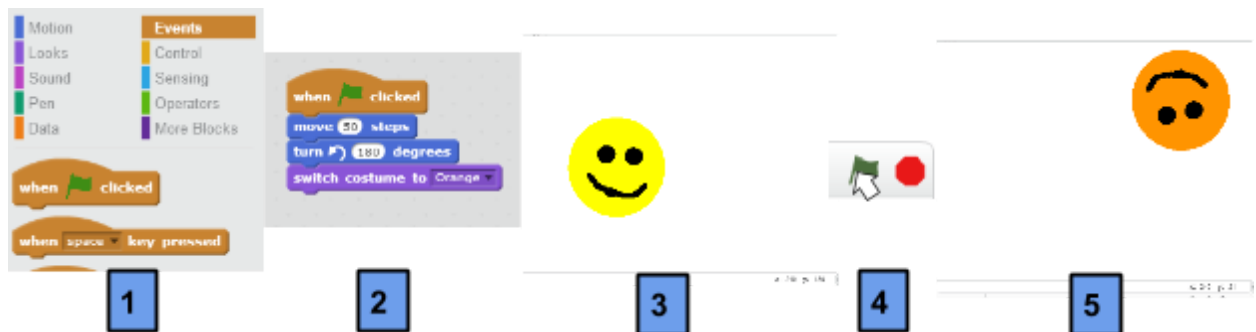 Motion
Events
Looks
Control
Sound
Sensing
Pen
Operators
Data
More Blocks
when clicked
when space key pressed
when clicked
move 50 steps
turn 180 degrees
switch costume to Orange
1
2
3
4
5